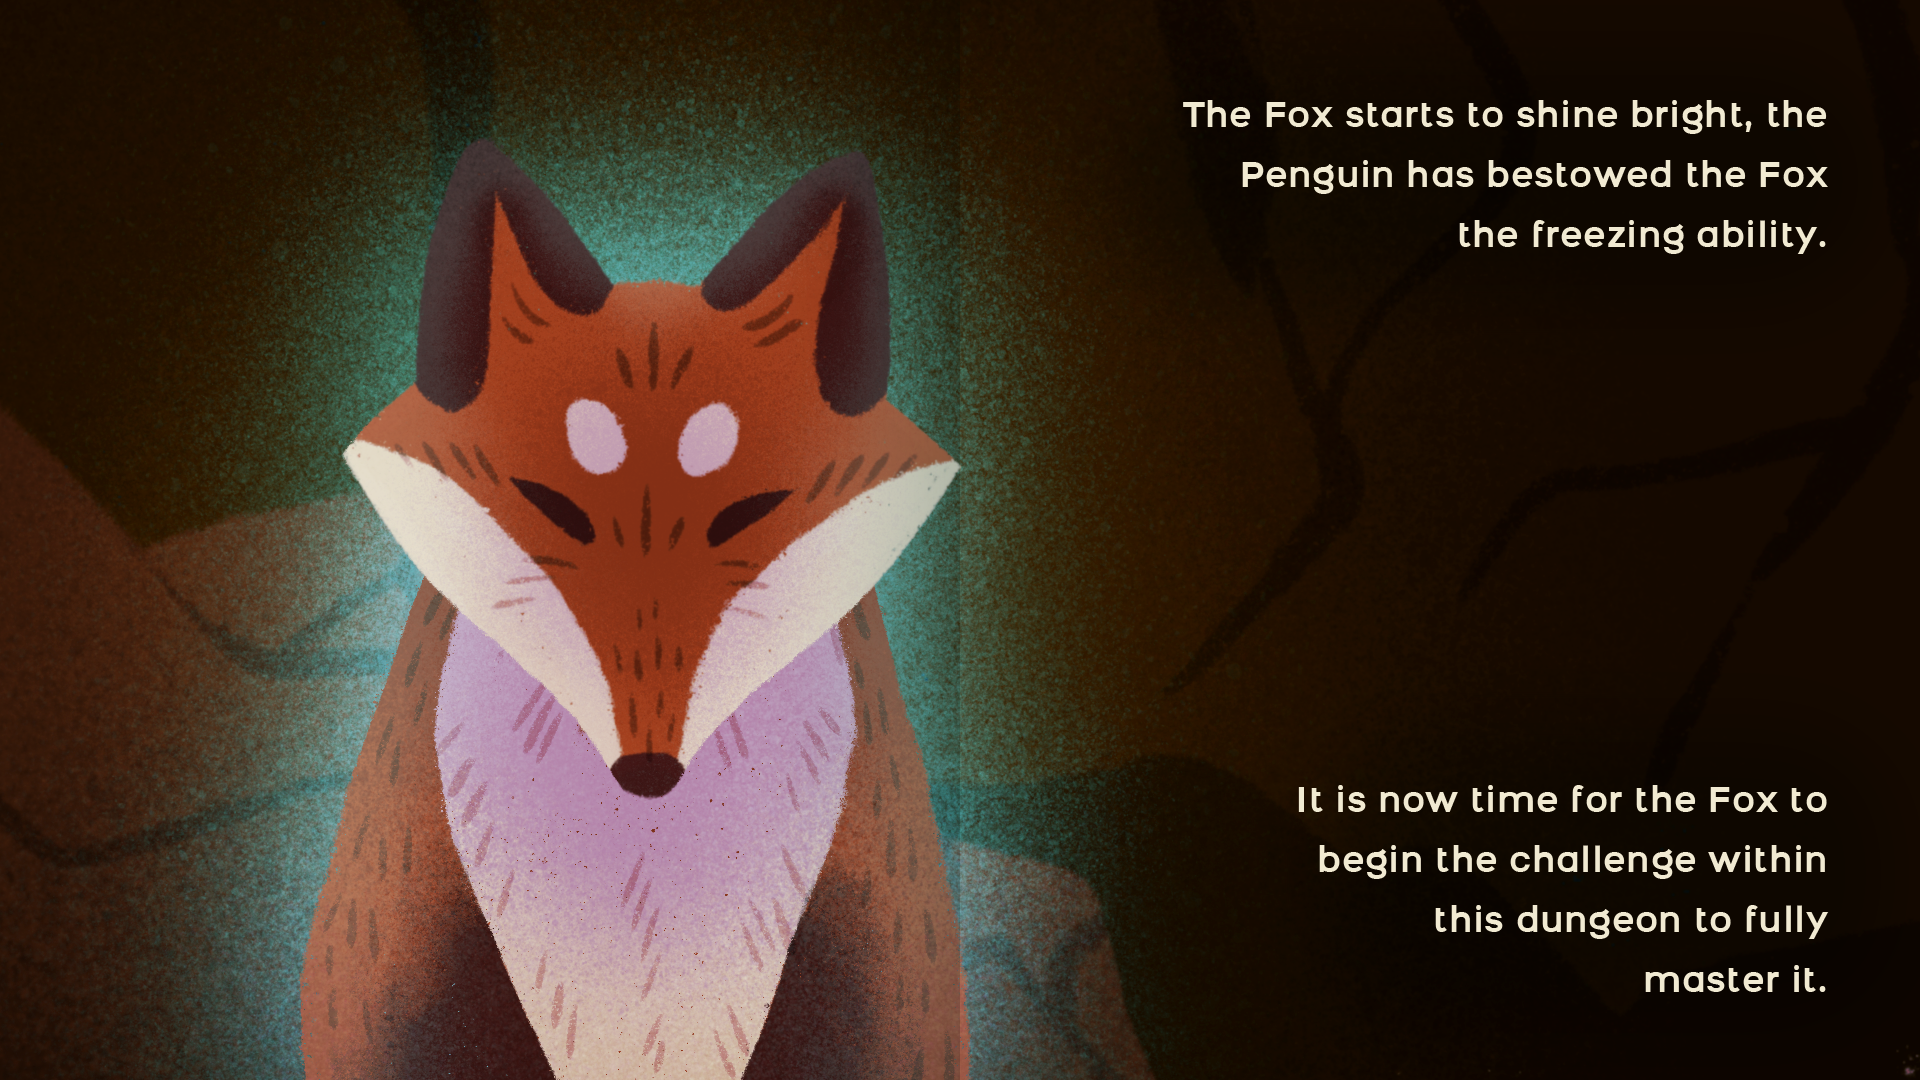 The Fox starts to shine bright, the
Penguin has bestowed the Fox
the freezing ability.
It is now time for the Fox to
begin the challenge within
this dungeon to fully
master it.